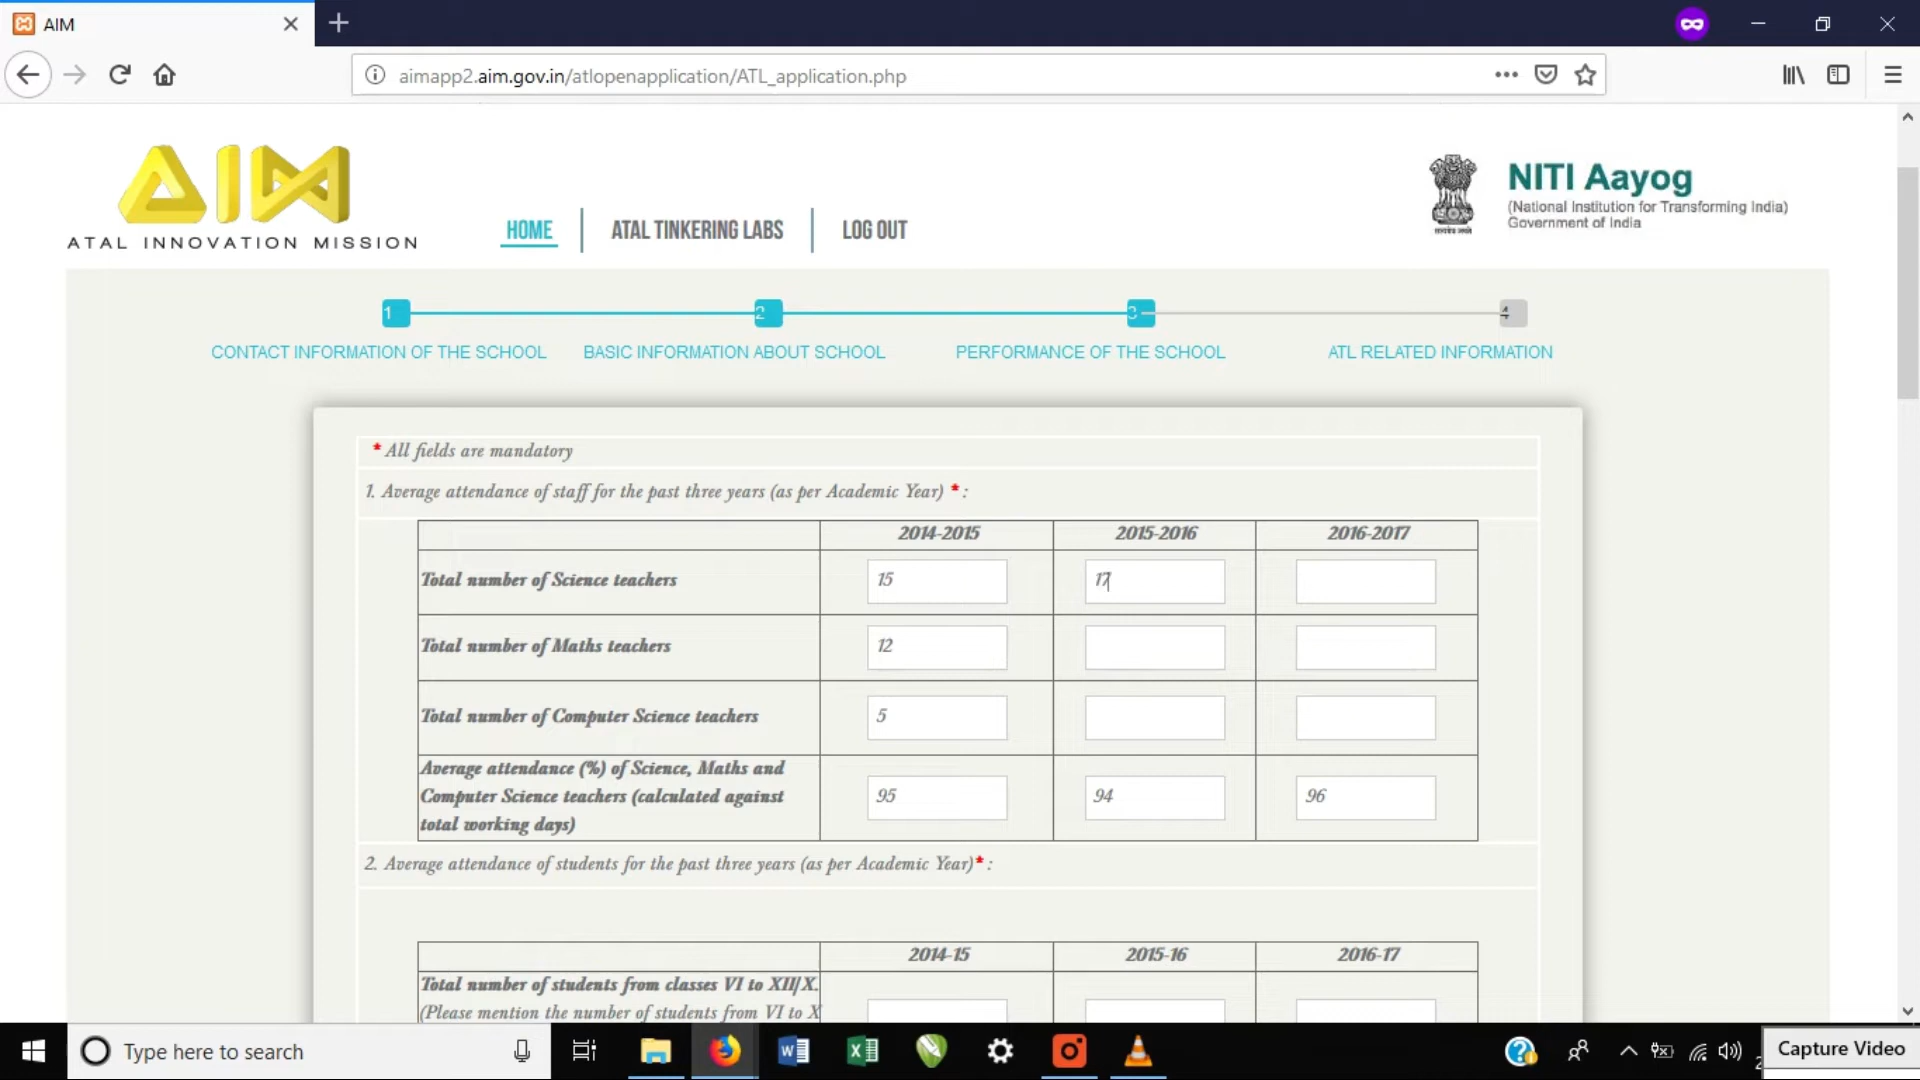 AIM
aimapp2.aim.gov.in/atlopenapplication/ATL_application.php
AIM
ATAL INNOVATION MISSION
HOME
ATAL TINKERING LABS
LOG OUT
NITI Aayog
(National Institution for Transforming India)
Government of India
1
2
3
4
CONTACT INFORMATION OF THE SCHOOL
BASIC INFORMATION ABOUT SCHOOL
PERFORMANCE OF THE SCHOOL
ATL RELATED INFORMATION
* All fields are mandatory
1. Average attendance of staff for the past three years (as per Academic Year) * :
2014-2015 2015-2016 2016-2017
Total number of Science teachers 15 17
Total number of Maths teachers 12
Total number of Computer Science teachers 5
Average attendance (%) of Science, Maths and
Computer Science teachers (calculated against 95 94 96
total working days)
2. Average attendance of students for the past three years (as per Academic Year)* :
2014-15 2015-16 2016-17
Total number of students from classes VI to XII/X.
(Please mention the number of students from VI to X
Type here to search
Capture Video